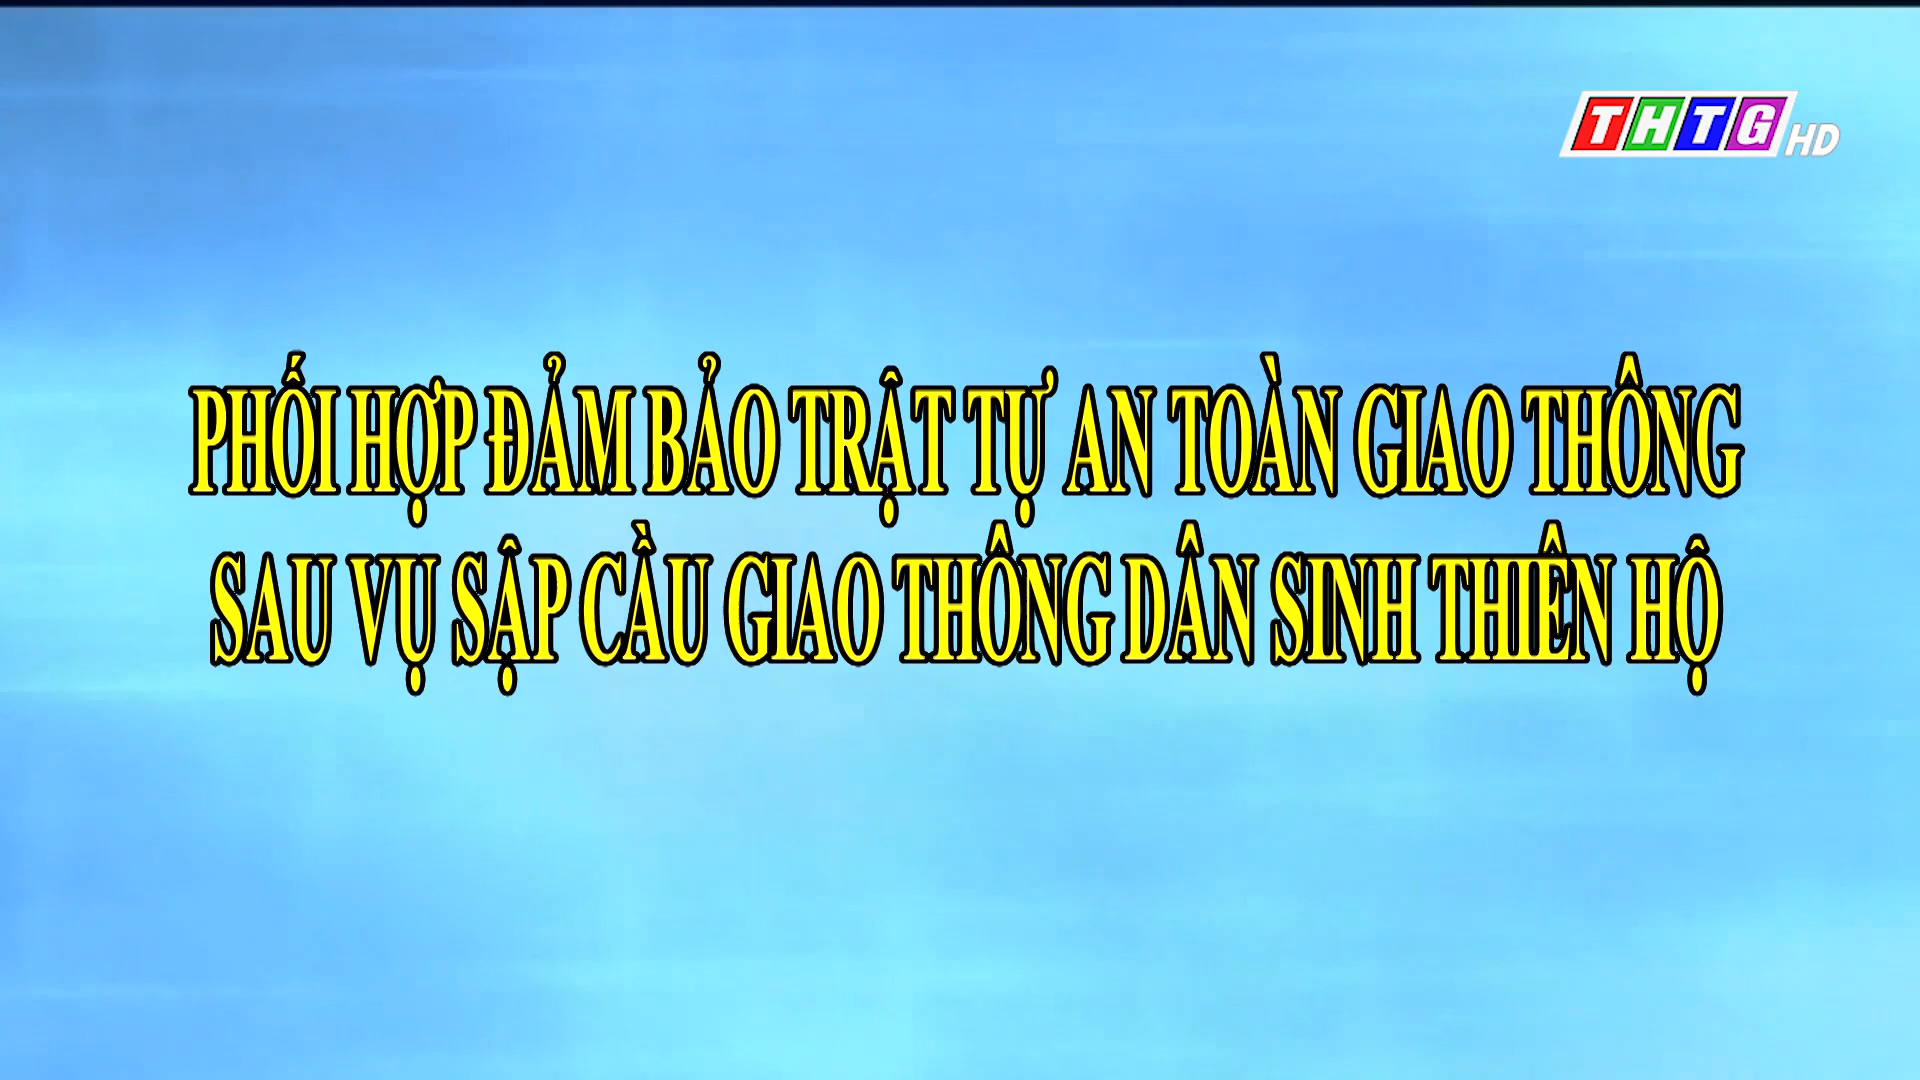 THTG HD
PHỐI HỢP ĐẢM BẢO TRẬT TỰ AN TOÀN GIAO THÔNG
SAU VỤ SẬP CẦU GIAO THÔNG DÂN SINH THIÊN HỘ